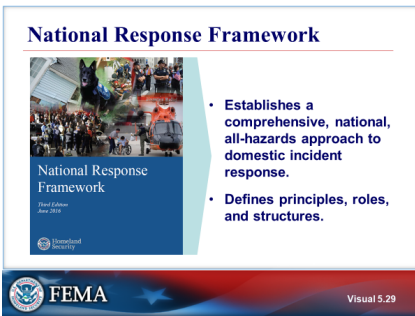 National Response Framework
• Establishes a
comprehensive, national,
all-hazards approach to
domestic incident
response.
• Defines principles, roles,
and structures.
National Response
Framework
Third Edition
June 2016
Homeland
Security
FEMA
Visual 5.29